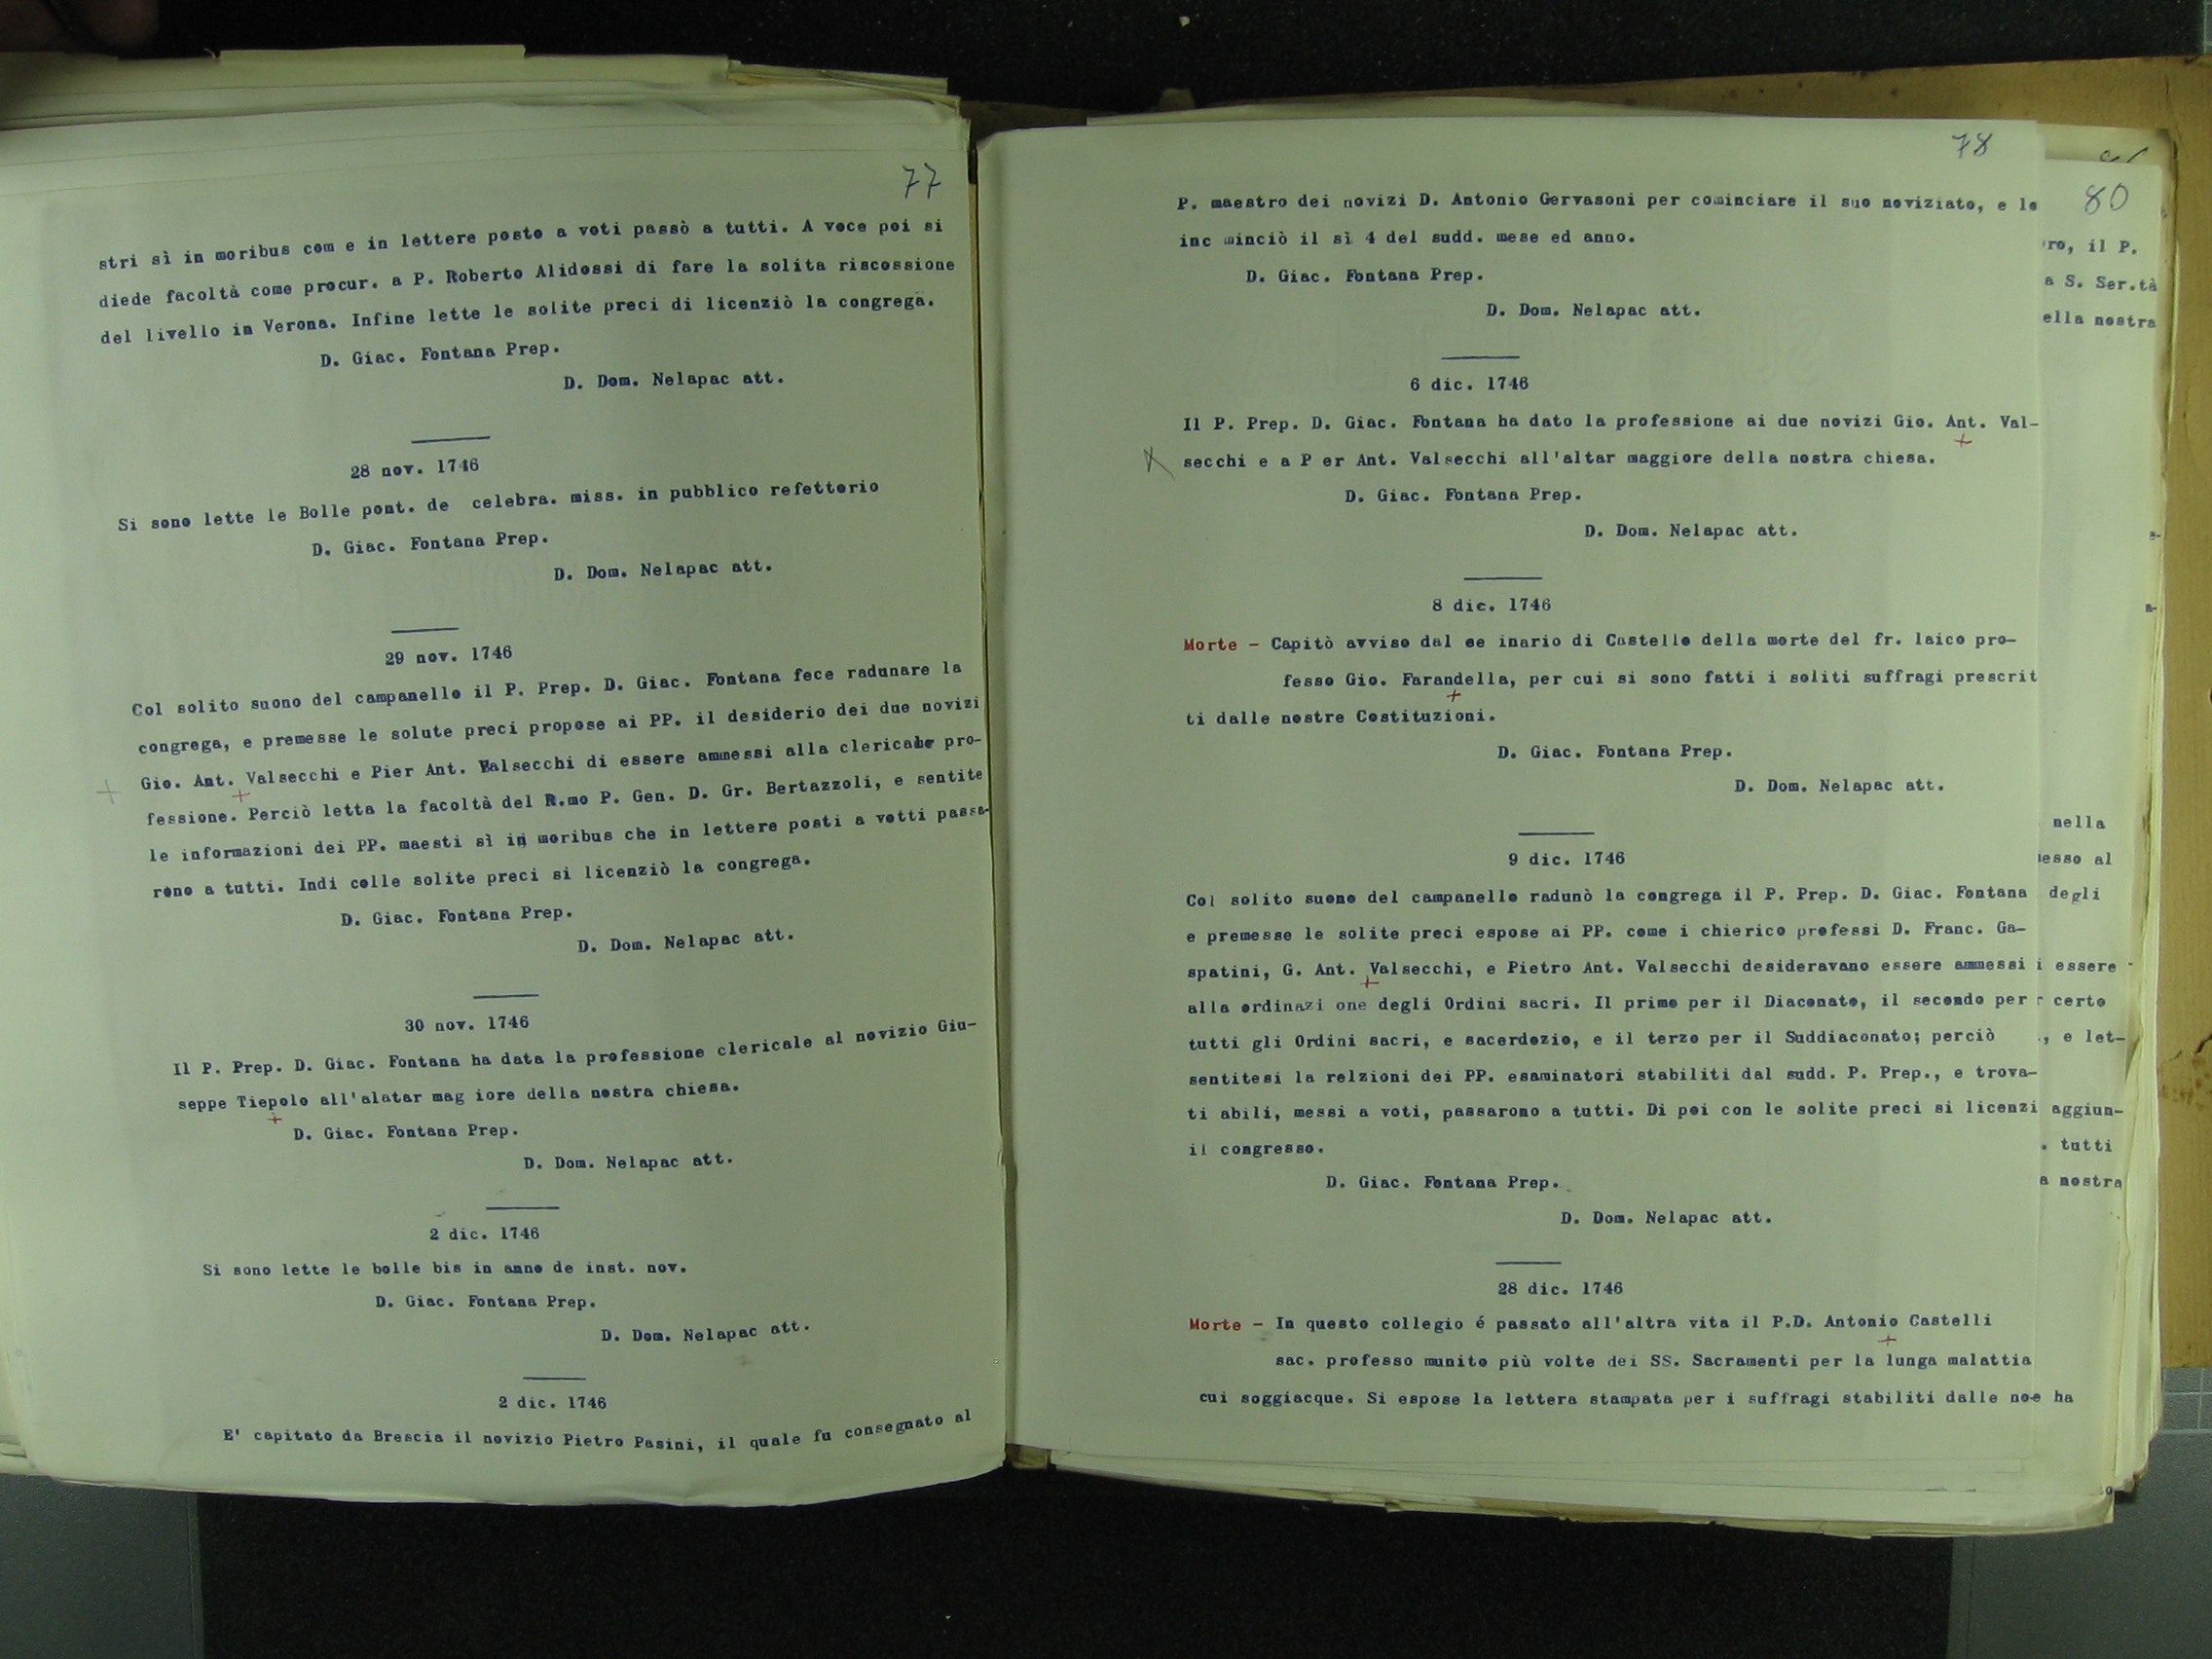 77
stri sì in moribus com e in lettere posto a voti passò a tutti. A voce poi si
diede facoltà come procur. a P. Roberto Alidossi di fare la solita riscossione
del livello in Verona. Infine lette le solite preci di licenziò la congrega.
D. Giac. Fontana Prep.
D. Dom. Nelapac att.
28 nov. 1746
Si sono lette le Bolle pont. de celebra. miss. in pubblico refettorio
D. Giac. Fontana Prep.
D. Dom. Nelapac att.
29 nov. 1746
Col solito suono del campanello il P. Prep. D. Giac. Fontana fece radunare la
congrega, e premesse le solute preci propose ai PP. il desiderio dei due novizi
Gio. Ant. Valsecchi e Pier Ant. Valsecchi di essere ammessi alla clericale pro-
fessione. Perciò letta la facoltà del R.mo P. Gen. D. Gr. Bertazzoli, e sentite
le informazioni dei PP. maesti sì in moribus che in lettere posti a votti passa-
rono a tutti. Indi colle solite preci si licenziò la congrega.
D. Giac. Fontana Prep.
D. Dom. Nelapac att.
30 nov. 1746
Il P. Prep. D. Giac. Fontana ha data la professione clericale al novizio Giu-
seppe Tiepolo all'alatar mag iore della nostra chiesa.
D. Giac. Fontana Prep.
D. Dom. Nelapac att.
2 dic. 1746
Si sono lette le bolle bis in anno de inst. nov.
D. Giac. Fontana Prep.
D. Dom. Nelapac att.
2 dic. 1746
E' capitato da Brescia il novizio Pietro Pasini, il quale fu consegnato al
78
P. maestro dei novizi D. Antonio Gervasoni per cominciare il suo noviziato, e lo
inc minciò il sì 4 del sudd. mese ed anno.
D. Giac. Fontana Prep.
D. Dom. Nelapac att.
6 dic. 1746
Il P. Prep. D. Giac. Fontana ha dato la professione ai due novizi Gio. Ant. Val-
secchi e a P er Ant. Valsecchi all'altar maggiore della nostra chiesa.
D. Giac. Fontana Prep.
D. Dom. Nelapac att.
8 dic. 1746
Morte - Capitò avviso dal se inario di Castello della morte del fr. laico pro-
fesso Gio. Farandella, per cui si sono fatti i soliti suffragi prescrit
ti dalle nostre Costituzioni.
D. Giac. Fontana Prep.
D. Dom. Nelapac att.
9 dic. 1746
Col solito suono del campanello radunò la congrega il P. Prep. D. Giac. Fontana
e premesse le solite preci espose ai PP. come i chierico professi D. Franc. Ga-
spatini, G. Ant. Valsecchi, e Pietro Ant. Valsecchi desideravano essere ammessi
alla ordinazi one degli Ordini sacri. Il primo per il Diaconato, il secondo per
tutti gli Ordini sacri, e sacerdozio, e il terzo per il Suddiaconato; perciò
sentitesi la relzioni dei PP. esaminatori stabiliti dal sudd. P. Prep., e trova-
ti abili, messi a voti, passarono a tutti. Di poi con le solite preci si licenzi
il congresso.
D. Giac. Fontana Prep.
D. Dom. Nelapac att.
28 dic. 1746
Morte - In questo collegio é passato all'altra vita il P.D. Antonio Castelli
sac. professo munito più volte dei SS. Sacramenti per la lunga malattia
cui soggiacque. Si espose la lettera stampata per i suffragi stabiliti dalle no-
80
ro, il P.
a S. Ser.tà
ella nostra
nella
esso al
degli
i essere
r certo
, e let-
aggiun-
. tutti
a nostra
e ha